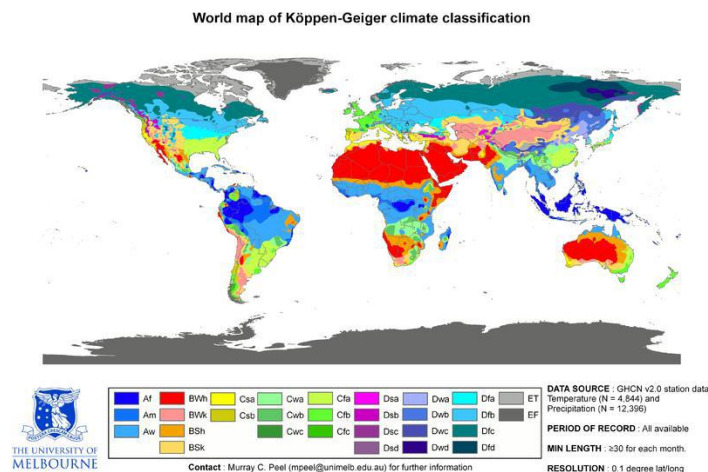 World map of Köppen-Geiger climate classification
THE UNIVERSITY OF
MELBOURNE
Af BWh Csa Cwa Cfa Dsa Dwa Dfa ET
Am BWk Csb Cwb Cfb Dsb Dwb Dfb EF
Aw BSh Cwc Cfc Dsc Dwc Dfc
BSk Dsd Dwd Dfd
Contact : Murray C. Peel (mpeel@unimelb.edu.au) for further information
DATA SOURCE : GHCN v2.0 station data
Temperature (N = 4,844) and
Precipitation (N = 12,396)
PERIOD OF RECORD : All available
MIN LENGTH : ≥30 for each month.
RESOLUTION : 0.1 degree lat/long